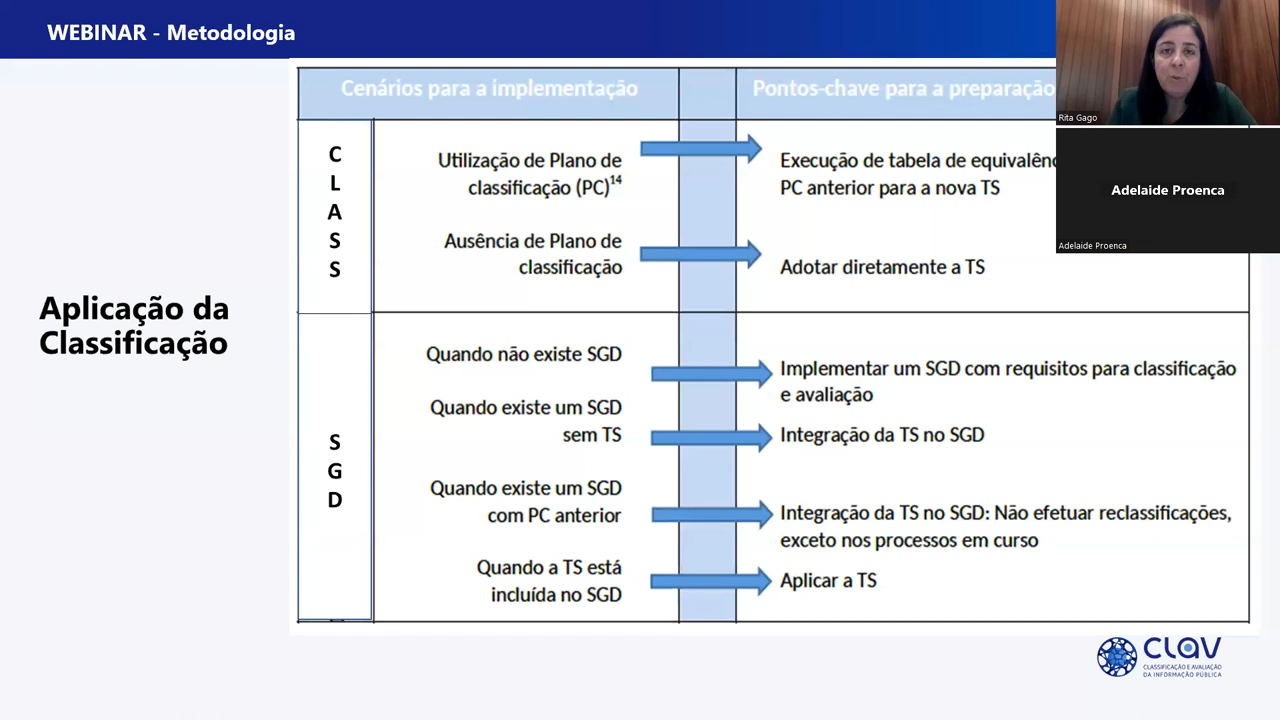 WEBINAR - Metodologia
Cenários para a implementação
Pontos-chave para a preparação
Rita Gago
Adelaide Proenca
Adelaide Proenca
Aplicação da
Classificação
C
L
A
S
S
Utilização de Plano de
classificação (PC)14
Execução de tabela de
PC anterior para a nova TS
Ausência de Plano de
classificação
Adotar diretamente a TS
S
G
D
Quando não existe SGD
Implementar um SGD com requisitos para classificação
e avaliação
Quando existe um SGD
sem TS
Integração da TS no SGD
Quando existe um SGD
com PC anterior
Integração da TS no SGD: Não efetuar reclassificações,
exceto nos processos em curso
Quando a TS está
incluída no SGD
Aplicar a TS
CLAV
CLASSIFICAÇÃO E AVALIAÇÃO
DA INFORMAÇÃO PÚBLICA